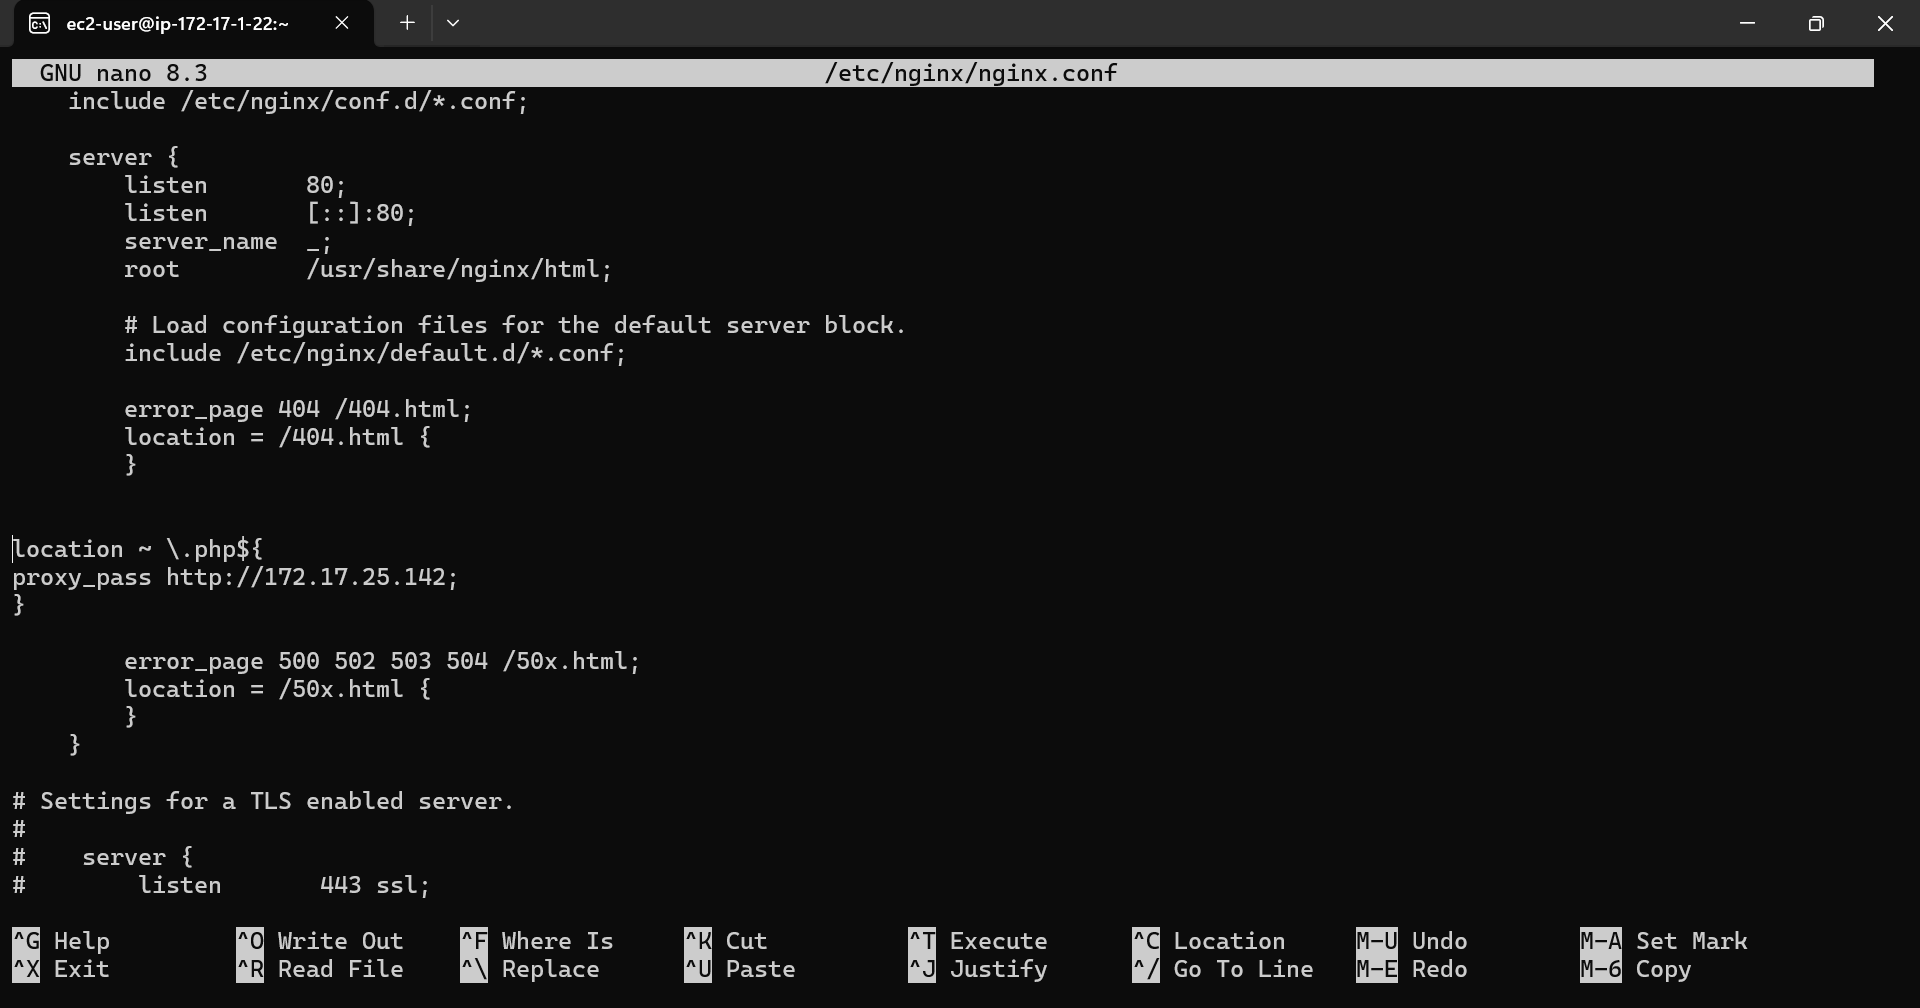 ec2-user@ip-172-17-1-22:~
GNU nano 8.3 /etc/nginx/nginx.conf
include /etc/nginx/conf.d/*.conf;
server {
listen 80;
listen [::]:80;
server_name _;
root /usr/share/nginx/html;
# Load configuration files for the default server block.
include /etc/nginx/default.d/*.conf;
error_page 404 /404.html;
location = /404.html {
}
location ~ \.php${
proxy_pass http://172.17.25.142;
}
error_page 500 502 503 504 /50x.html;
location = /50x.html {
}
}
# Settings for a TLS enabled server.
#
# server {
# listen 443 ssl;
^G Help ^O Write Out ^F Where Is ^K Cut ^T Execute ^C Location M-U Undo M-A Set Mark
^X Exit ^R Read File ^\ Replace ^U Paste ^J Justify ^/ Go To Line M-E Redo M-6 Copy